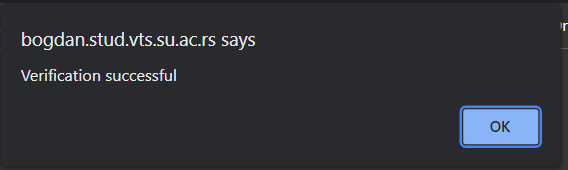 bogdan.stud.vts.su.ac.rs says
Verification successful
OK